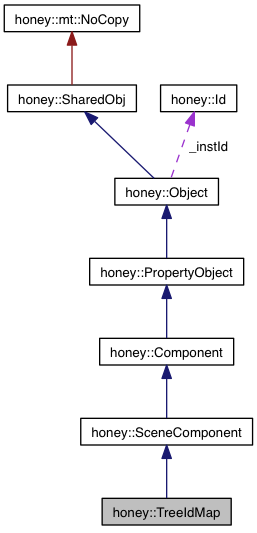 honey::mt::NoCopy
honey::SharedObj
honey::Id
_instId
honey::Object
honey::PropertyObject
honey::Component
honey::SceneComponent
honey::TreeIdMap